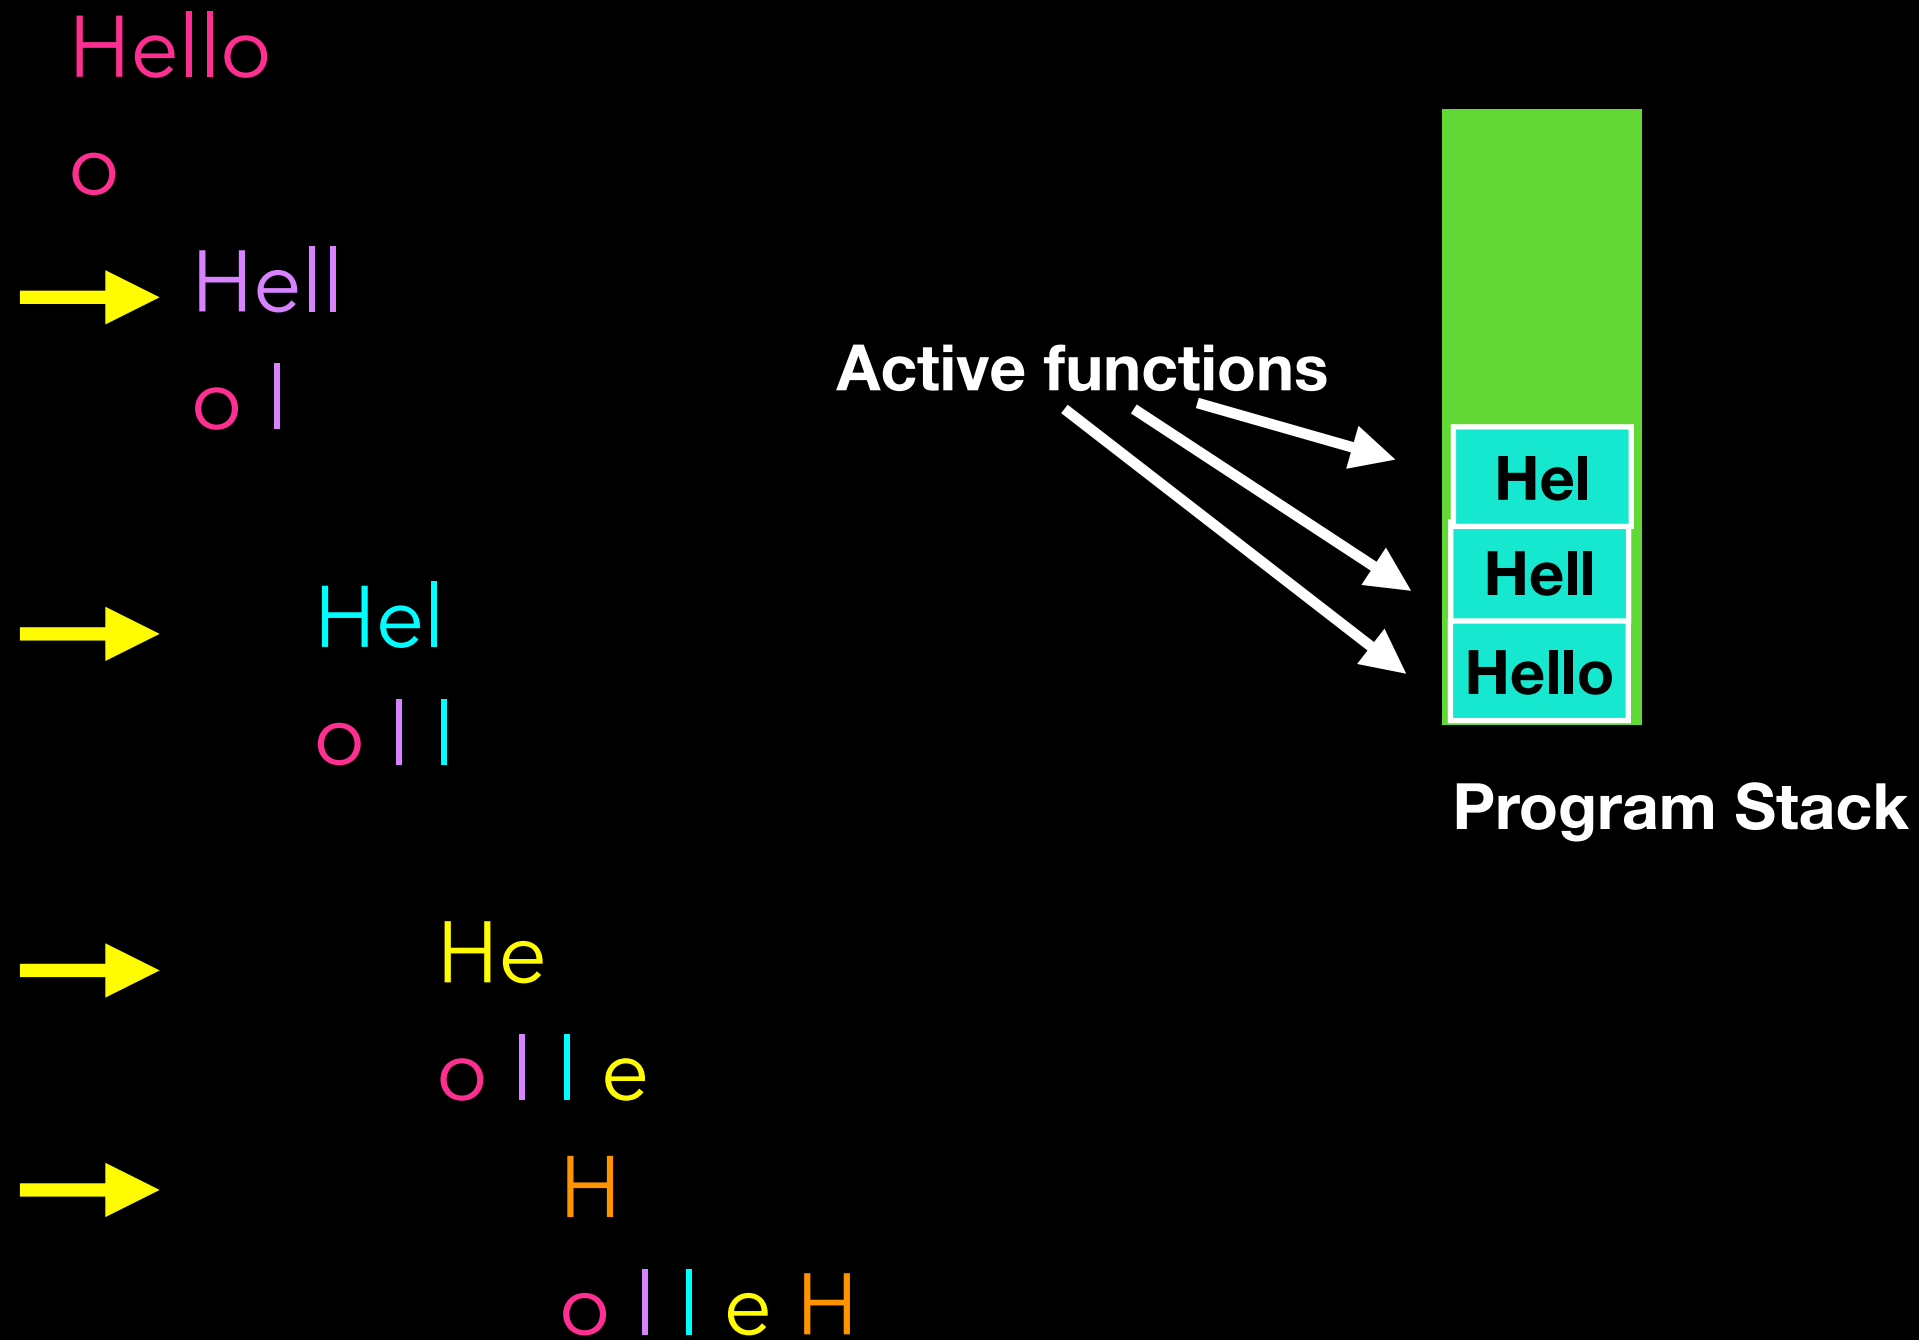 Hello
o
Hell
o l
Hel
o l l
He
o l l e
H
o l l e H
Active functions
Hel
Hell
Hello
Program Stack